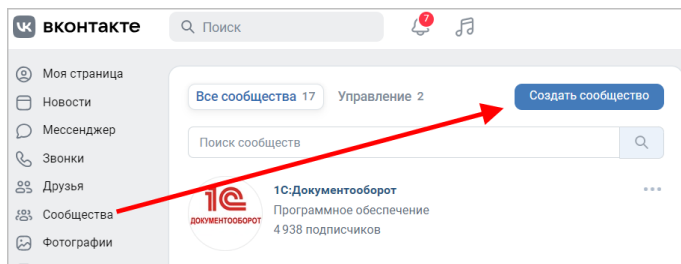 вконтакте
Поиск
7
Моя страница
Новости
Мессенджер
Звонки
Друзья
Сообщества
Фотографии
Все сообщества 17
Управление 2
Создать сообщество
Поиск сообществ
1С
ДОКУМЕНТООБОРОТ
1С:Документооборот
Программное обеспечение
4 938 подписчиков